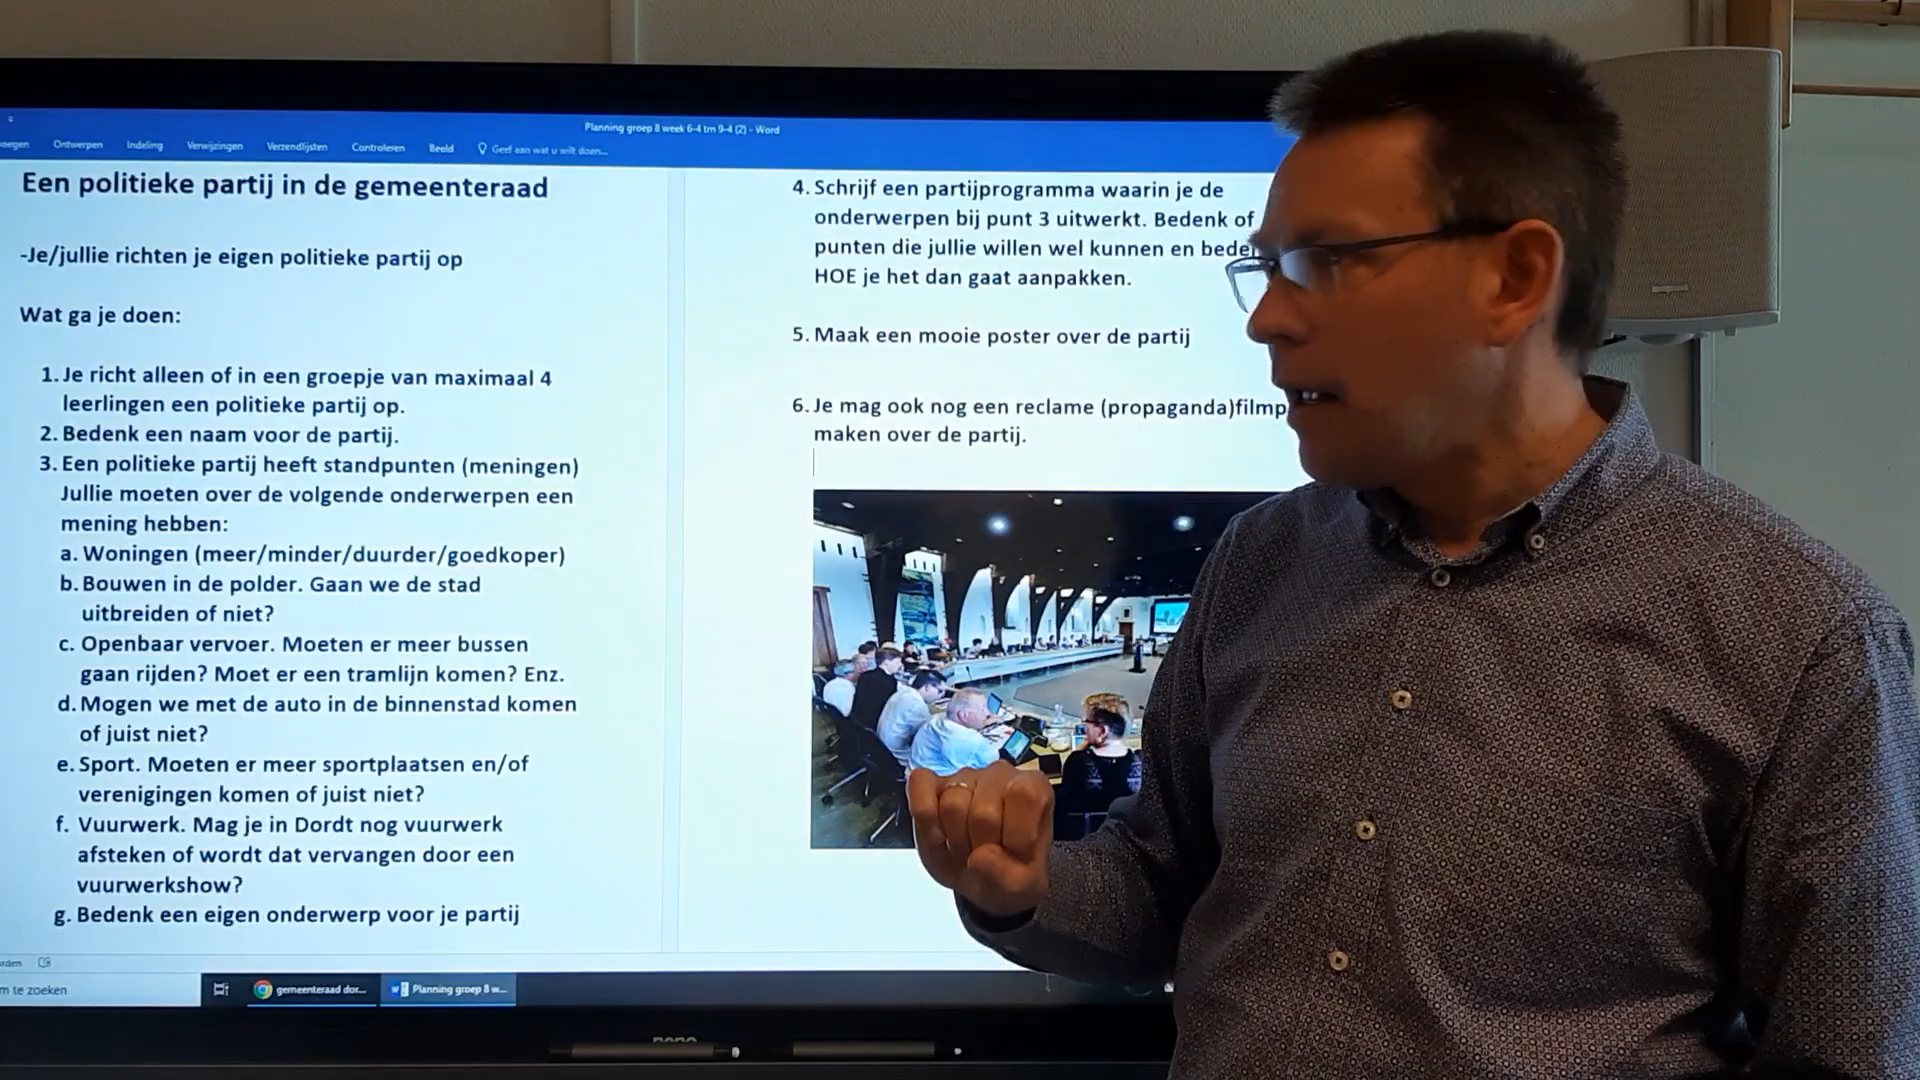 Planning groep 8 week 6-4 tm 9-4 (2) - Word
Ontwerpen Indeling Verwijzingen Verzendlijsten Controleren Beeld Geef aan wat u wilt doen...
Een politieke partij in de gemeenteraad
-Je/jullie richten je eigen politieke partij op
Wat ga je doen:
1. Je richt alleen of in een groepje van maximaal 4
leerlingen een politieke partij op.
2. Bedenk een naam voor de partij.
3. Een politieke partij heeft standpunten (meningen)
Jullie moeten over de volgende onderwerpen een
mening hebben:
a. Woningen (meer/minder/duurder/goedkoper)
b. Bouwen in de polder. Gaan we de stad
uitbreiden of niet?
c. Openbaar vervoer. Moeten er meer bussen
gaan rijden? Moet er een tramlijn komen? Enz.
d. Mogen we met de auto in de binnenstad komen
of juist niet?
e. Sport. Moeten er meer sportplaatsen en/of
verenigingen komen of juist niet?
f. Vuurwerk. Mag je in Dordt nog vuurwerk
afsteken of wordt dat vervangen door een
vuurwerkshow?
g. Bedenk een eigen onderwerp voor je partij
4. Schrijf een partijprogramma waarin je de
onderwerpen bij punt 3 uitwerkt. Bedenk of
punten die jullie willen wel kunnen en bede
HOE je het dan gaat aanpakken.
5. Maak een mooie poster over de partij
6. Je mag ook nog een reclame (propaganda)filmp
maken over de partij.
m te zoeken
gemeenteraad dor...
Planning groep 8 w...